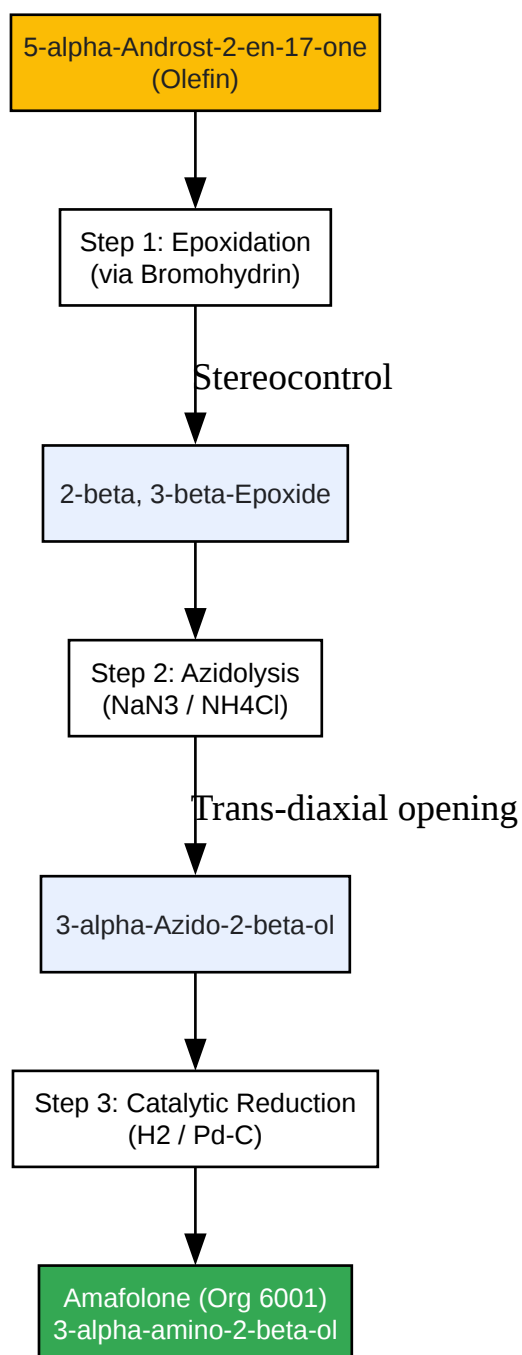 5-alpha-Androst-2-en-17-one
(Olefin)
Step 1: Epoxidation
(via Bromohydrin)
Stereocontrol
2-beta, 3-beta-Epoxide
Step 2: Azidolysis
(NaN3 / NH4Cl)
Trans-diaxial opening
3-alpha-Azido-2-beta-ol
Step 3: Catalytic Reduction
(H2 / Pd-C)
Amafolone (Org 6001)
3-alpha-amino-2-beta-ol